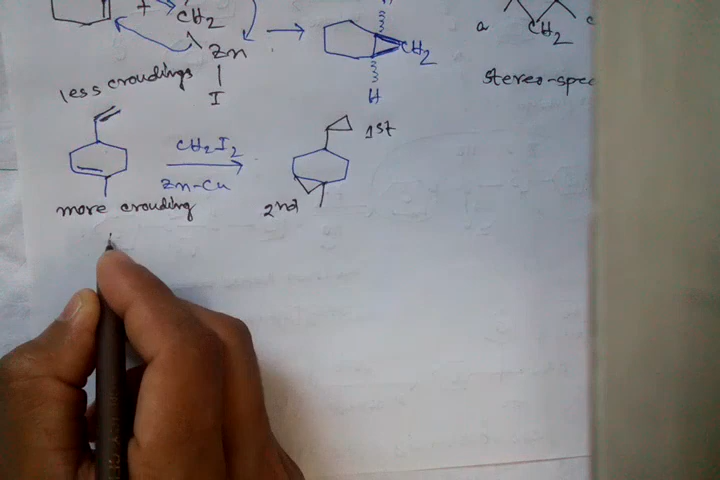 + CH2
Zn
I
CH2
H
less croudings
a CH2
stereo-spec
1st
CH2I2
Zn-Cu
more crouding
2nd